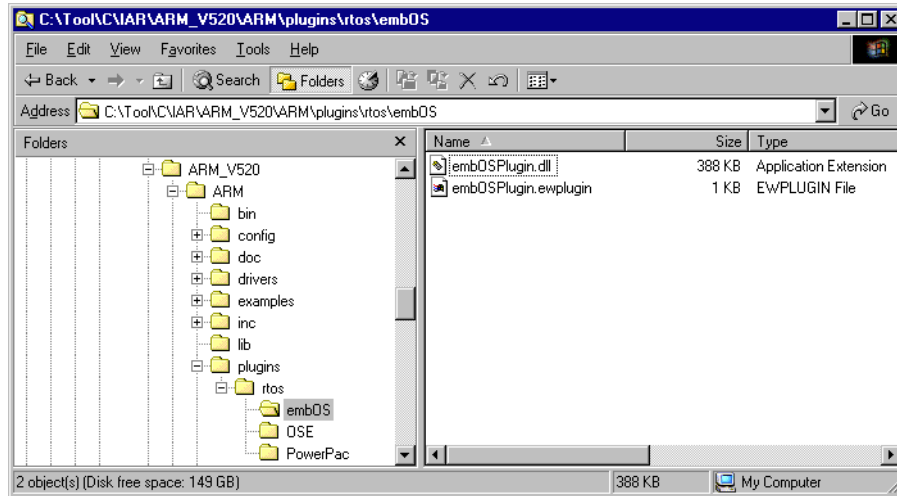 C:\Tool\C\IAR\ARM_V520\ARM\plugins\rtos\embOS
File Edit View Favorites Tools Help
Back Search Folders
Address C:\Tool\C\IAR\ARM_V520\ARM\plugins\rtos\embOS Go
Folders x Name Size Type
ARM_V520 embOSPlugin.dll 388 KB Application Extension
ARM embOSPlugin.ewplugin 1 KB EWPLUGIN File
bin
config
doc
drivers
examples
inc
lib
plugins
rtos
embOS
OSE
PowerPac
2 object(s) (Disk free space: 149 GB) 388 KB My Computer